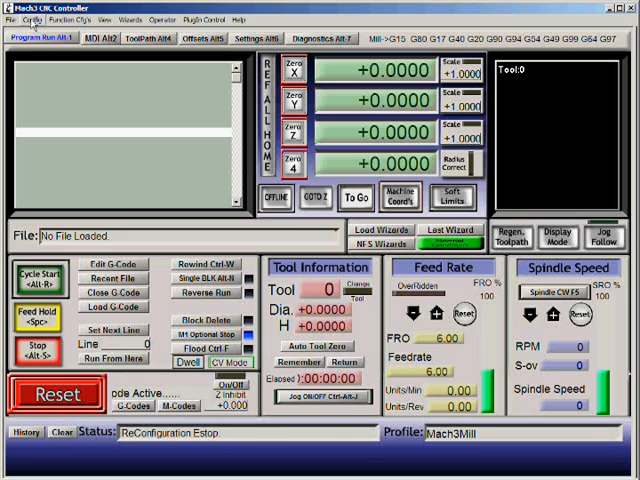 Mach3 CNC Controller
File Config Function Cfg's View Wizards Operator PlugIn Control Help
Program Run Alt-1 MDI Alt2 ToolPath Alt4 Offsets Alt5 Settings Alt6 Diagnostics Alt-7 Mill->G15 G80 G17 G40 G20 G90 G94 G54 G49 G99 G64 G97
REF ALL HOME
Zero X +0.0000 Scale +1.0000
Zero Y +0.0000 Scale +1.0000
Zero Z +0.0000 Scale +1.0000
Zero 4 +0.0000 Radius Correct
Tool:0
OFFLINE GOTO Z To Go Machine Coord's Soft Limits
File: No File Loaded.
Load Wizards Last Wizard
NFS Wizards
Regen. Toolpath Display Mode Jog Follow
Cycle Start <Alt-R>
Feed Hold <Spc>
Stop <Alt-S>
Edit G-Code
Recent File
Close G-Code
Load G-Code
Set Next Line
Line: 0
Run From Here
Rewind Ctrl-W
Single BLK Alt-N
Reverse Run
Block Delete
M1 Optional Stop
Flood Ctrl-F
Dwell CV Mode
Reset
ode Active......
G-Codes M-Codes
On/Off
Z Inhibit
+0.000
Tool Information
Tool 0 Change Tool
Dia. +0.0000
H +0.0000
Auto Tool Zero
Remember Return
Elapsed :00:00:00
Jog ON/OFF Ctrl-Alt-J
Feed Rate
OverRidden FRO %
100
Reset
FRO 6.00
Feedrate
6.00
Units/Min 0.00
Units/Rev 0.00
Spindle Speed
Spindle CW F5 SRO %
100
Reset
RPM 0
S-ov 0
Spindle Speed
0
History Clear Status: ReConfiguration Estop. Profile: Mach3Mill